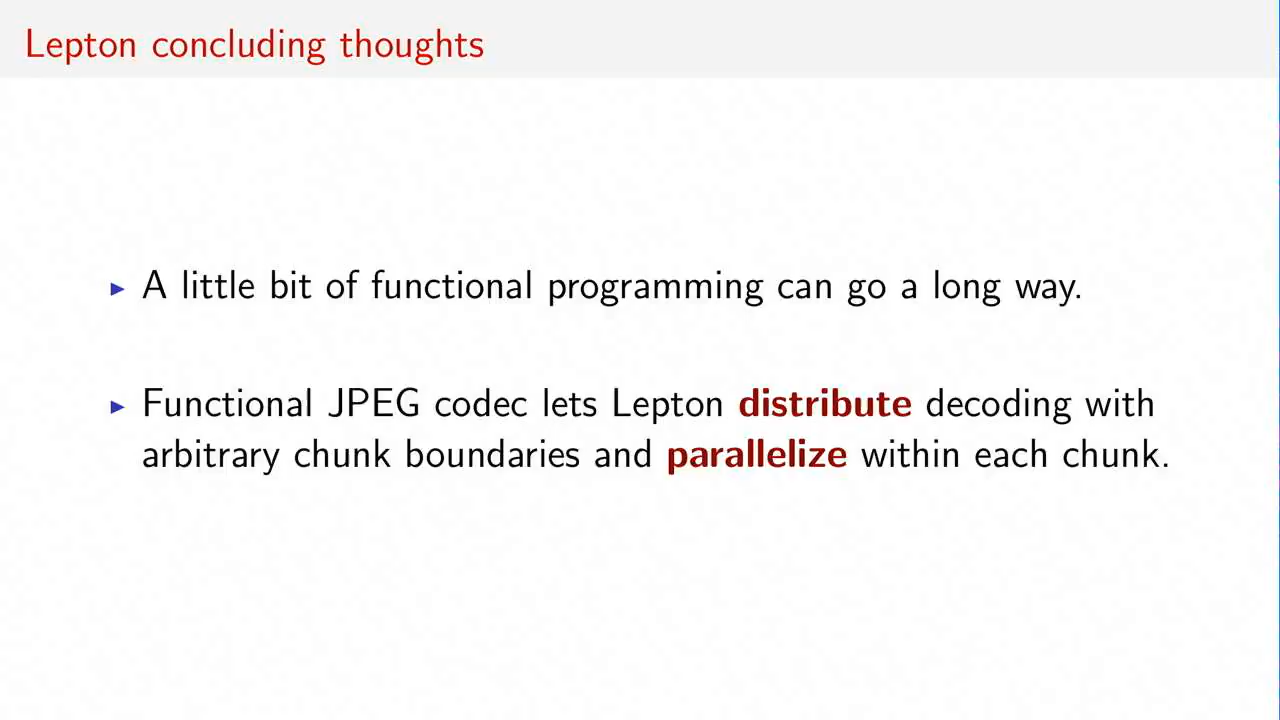 Lepton concluding thoughts
A little bit of functional programming can go a long way.
Functional JPEG codec lets Lepton distribute decoding with
arbitrary chunk boundaries and parallelize within each chunk.